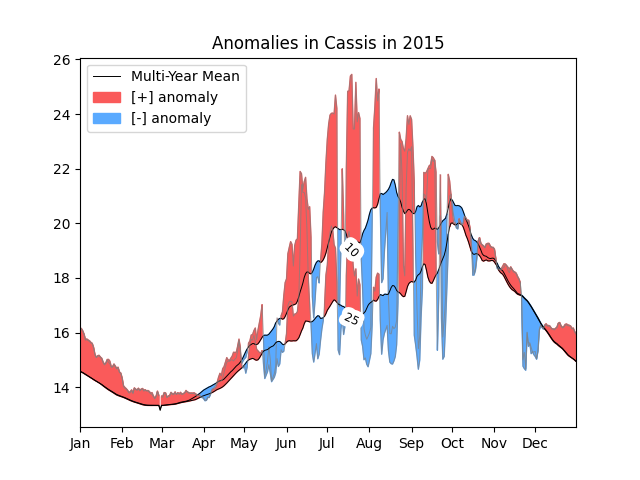 Anomalies in Cassis in 2015
26
24
22
20
18
16
14
Multi-Year Mean
[+] anomaly
[-] anomaly
10
25
Jan Feb Mar Apr May Jun Jul Aug Sep Oct Nov Dec